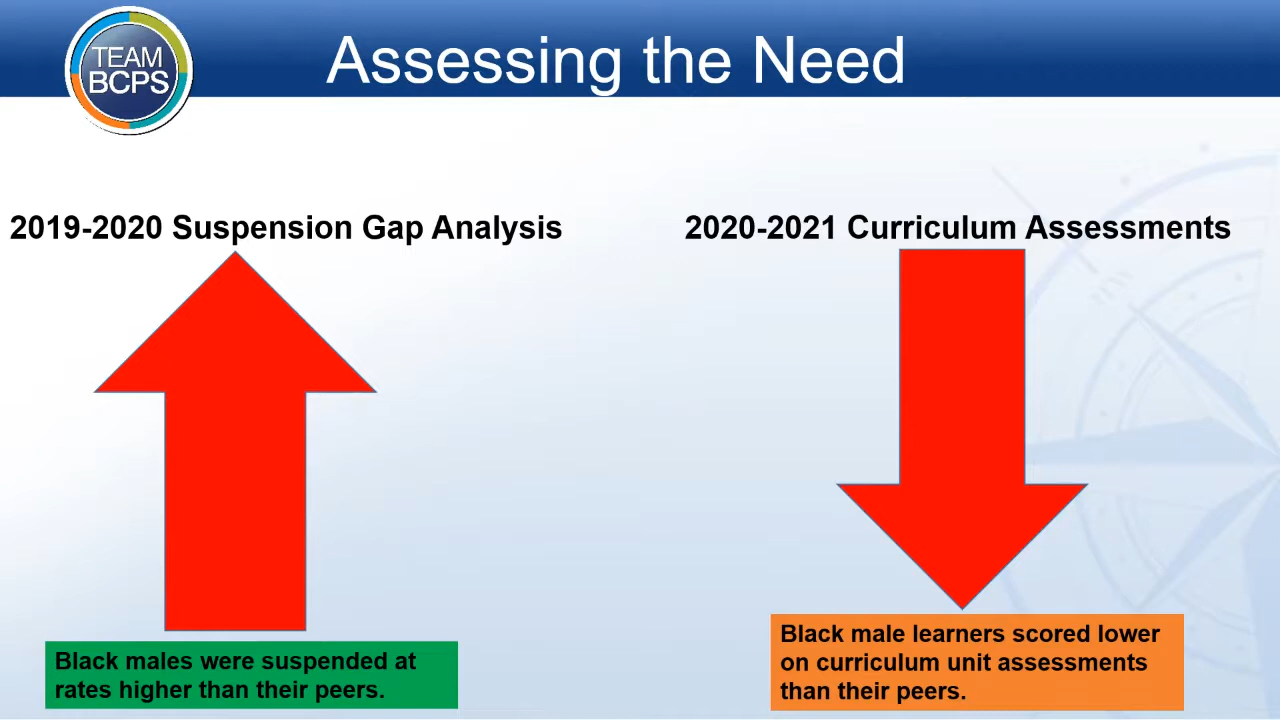 TEAM
BCPS
Assessing the Need
2019-2020 Suspension Gap Analysis
2020-2021 Curriculum Assessments
Black males were suspended at
rates higher than their peers.
Black male learners scored lower
on curriculum unit assessments
than their peers.